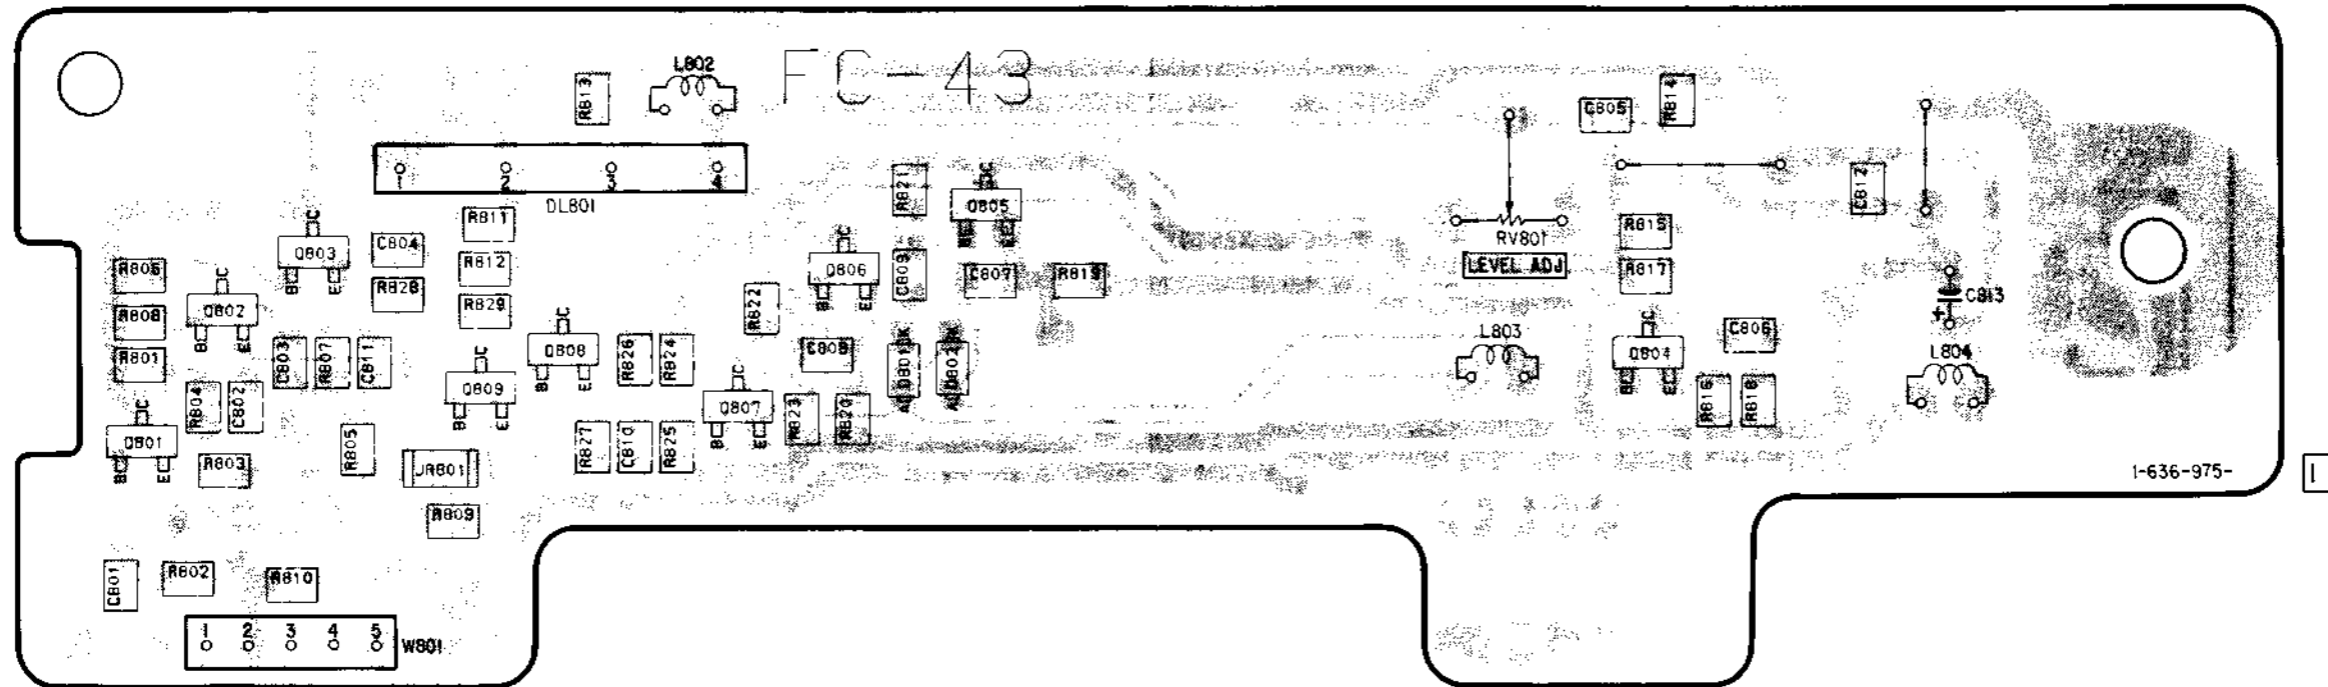 FC-43
L802
R813
R814
C805
1 2 3 4
DL801
R821
C
Q805
B E
C812
R811
C
Q803
B E
C804
R815
RV801
LEVEL ADJ
R812
C
Q806
B E
C809
C807
R819
R817
R828
R829
R808
C
Q802
B E
R822
C813
+
R801
C803
R807
C811
C
Q808
B E
R826
R824
C808
K
D801
A
K
D802
A
L803
C
Q804
B E
C806
L804
R804
C802
C
Q809
B E
C
Q807
B E
R823
R820
R816
R818
C
Q801
B E
R803
R805
JR801
R827
C810
R825
1-636-975-
1
R809
C801
R802
R810
1 2 3 4 5
W801